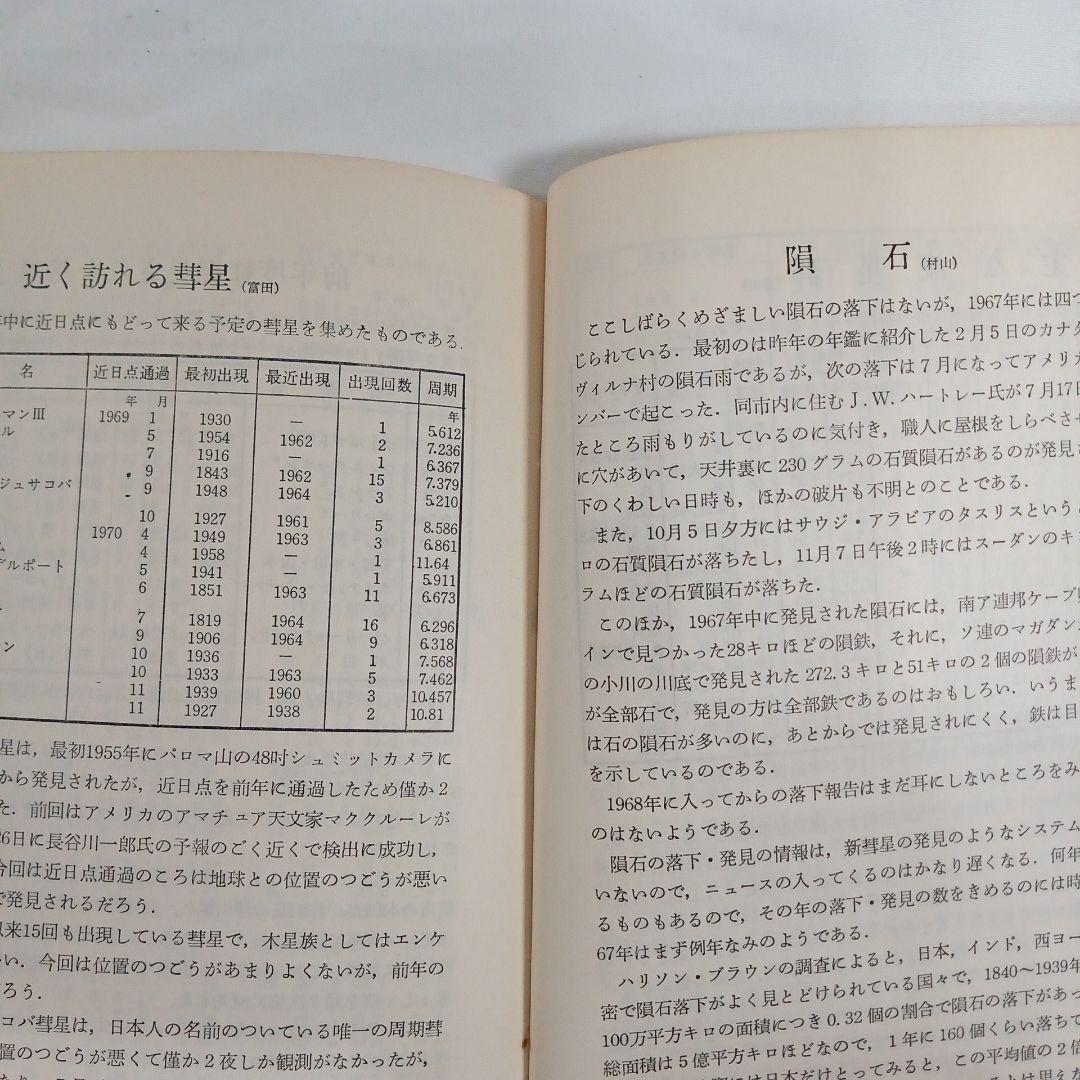 近く訪れる彗星(富田)
年中に近日点にもどって来る予定の彗星を集めたものである.
名 近日点通過 最初出現 最近出現 出現回数 周期
年 月 年
マンⅢ 1969 1 1930 — 1 5.612
ル 5 1954 1962 2 7.236
7 1916 — 1 6.367
9 1843 1962 15 7.379
ジュサコバ 9 1948 1964 3 5.210
10 1927 1961 5 8.586
1970 4 1949 1963 3 6.861
ム 4 1958 — 1 11.64
デルポート 5 1941 — 1 5.911
6 1851 1963 11 6.673
7 1819 1964 16 6.296
9 1906 1964 9 6.318
ン 10 1936 — 1 7.568
10 1933 1963 5 7.462
11 1939 1960 3 10.457
11 1927 1938 2 10.81
星は，最初1955年にパロマ山の48吋シュミットカメラに
から発見されたが，近日点を前年に通過したため僅か2
た．前回はアメリカのアマチュア天文家マククルーレが
26日に長谷川一郎氏の予報のごく近くで検出に成功し，
今回は近日点通過のころは地球との位置のつごうが悪い
で発見されるだろう．
以来15回も出現している彗星で，木星族としてはエンケ
い．今回は位置のつごうがあまりよくないが，前年の
だろう．
コバ彗星は，日本人の名前のついている唯一の周期彗
置のつごうが悪くて僅か2夜しか観測がなかったが，
隕石(村山)
ここしばらくめざましい隕石の落下はないが，1967年には四つ
じられている．最初のは昨年の年鑑に紹介した2月5日のカナダ
ヴィルナ村の隕石雨であるが，次の落下は7月になってアメリカ
ンバーで起こった．同市内に住むJ.W.ハートレー氏が7月17日
たところ雨もりがしているのに気付き，職人に屋根をしらべさせ
に穴があいて，天井裏に230グラムの石質隕石があるのが発見さ
下のくわしい日時も，ほかの破片も不明とのことである．
また，10月5日夕方にはサウジ・アラビアのタスリスという
ロの石質隕石が落ちたし，11月7日午後2時にはスーダンのキ
ラムほどの石質隕石が落ちた．
このほか，1967年中に発見された隕石には，南ア連邦ケープ
インで見つかった28キロほどの隕鉄，それに，ソ連のマガダン
の小川の川底で発見された272.3キロと51キロの2個の隕鉄が
が全部石で，発見の方は全部鉄であるのはおもしろい．いうま
は石の隕石が多いのに，あとからでは発見されにくく，鉄は目
を示しているのである．
1968年に入ってからの落下報告はまだ耳にしないところをみ
のはないようである．
隕石の落下・発見の情報は，新彗星の発見のようなシステム
いないので，ニュースの入ってくるのはかなり遅くなる．何年
るものもあるので，その年の落下・発見の数をきめるのには時
67年はまず例年なみのようである．
ハリソン・ブラウンの調査によると，日本，インド，西ヨー
密で隕石落下がよく見とどけられている国々で，1840～1939年
100万平方キロの面積につき0.32個の割合で隕石の落下があっ
総面積は5億平方キロほどなので，1年に160個くらい落ち
には日本だけとってみると，この平均値の2倍